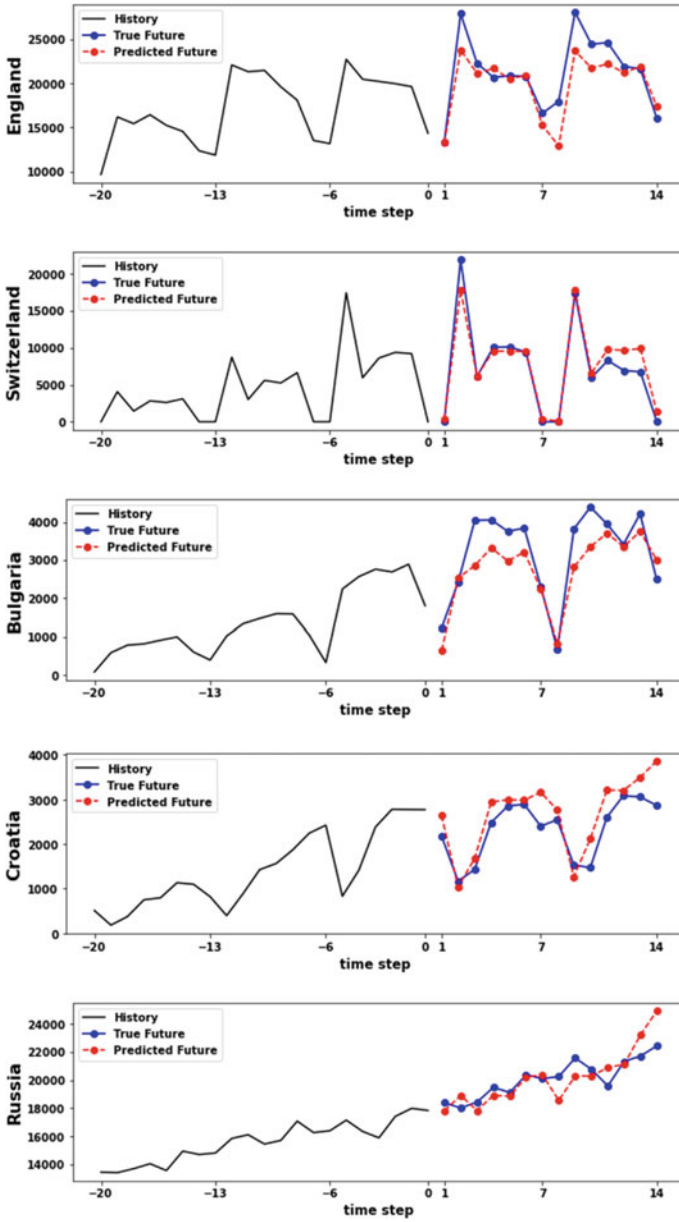 England
25000
20000
15000
10000
History
True Future
Predicted Future
−20 −13 −6 0 1 7 14
time step
Switzerland
20000
15000
10000
5000
0
History
True Future
Predicted Future
−20 −13 −6 0 1 7 14
time step
Bulgaria
4000
3000
2000
1000
0
History
True Future
Predicted Future
−20 −13 −6 0 1 7 14
time step
Croatia
4000
3000
2000
1000
0
History
True Future
Predicted Future
−20 −13 −6 0 1 7 14
time step
Russia
24000
22000
20000
18000
16000
14000
History
True Future
Predicted Future
−20 −13 −6 0 1 7 14
time step